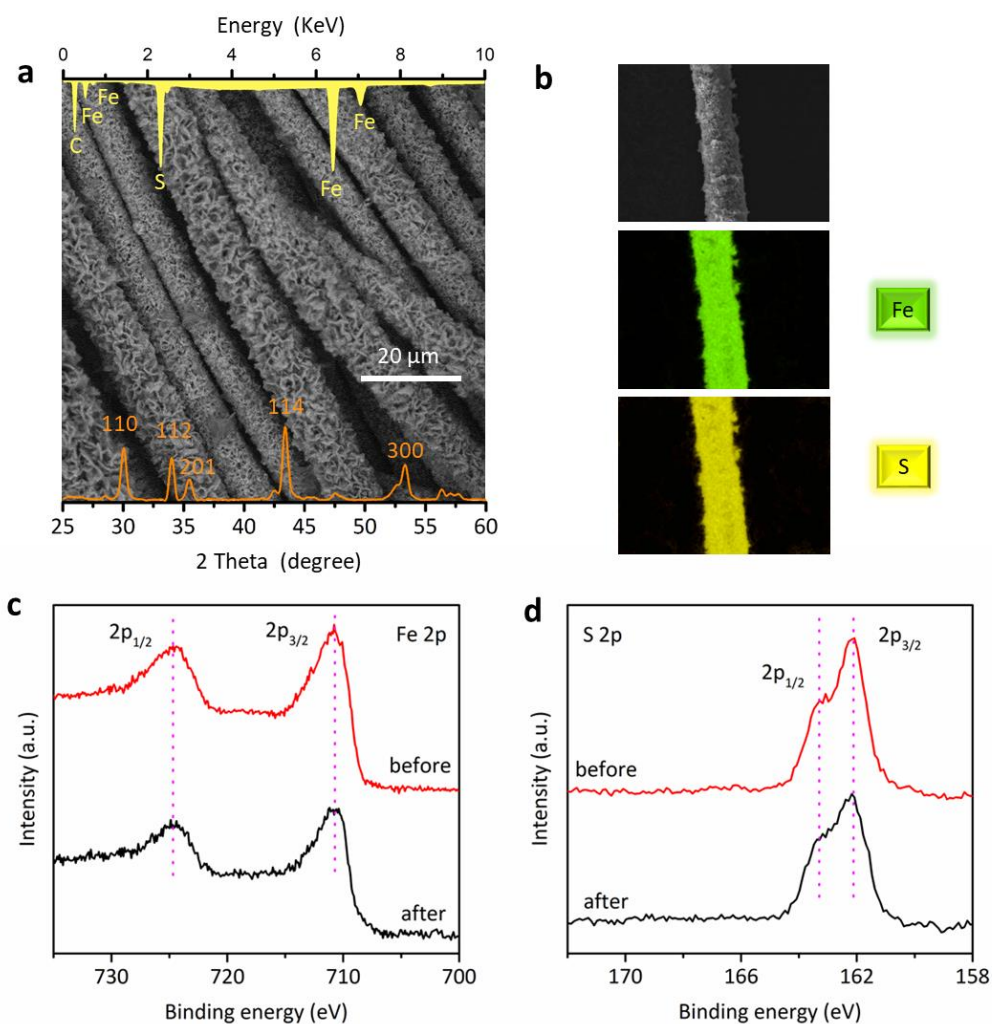 Energy (KeV)
0 2 4 6 8 10
a
Fe
Fe
C
S
Fe
Fe
20 μm
110
112
201
114
300
25 30 35 40 45 50 55 60
2 Theta (degree)
b
Fe
S
c
2p1/2
2p3/2
Fe 2p
before
after
Intensity (a.u.)
730 720 710 700
Binding energy (eV)
d
S 2p
2p1/2
2p3/2
before
after
Intensity (a.u.)
170 166 162 158
Binding energy (eV)